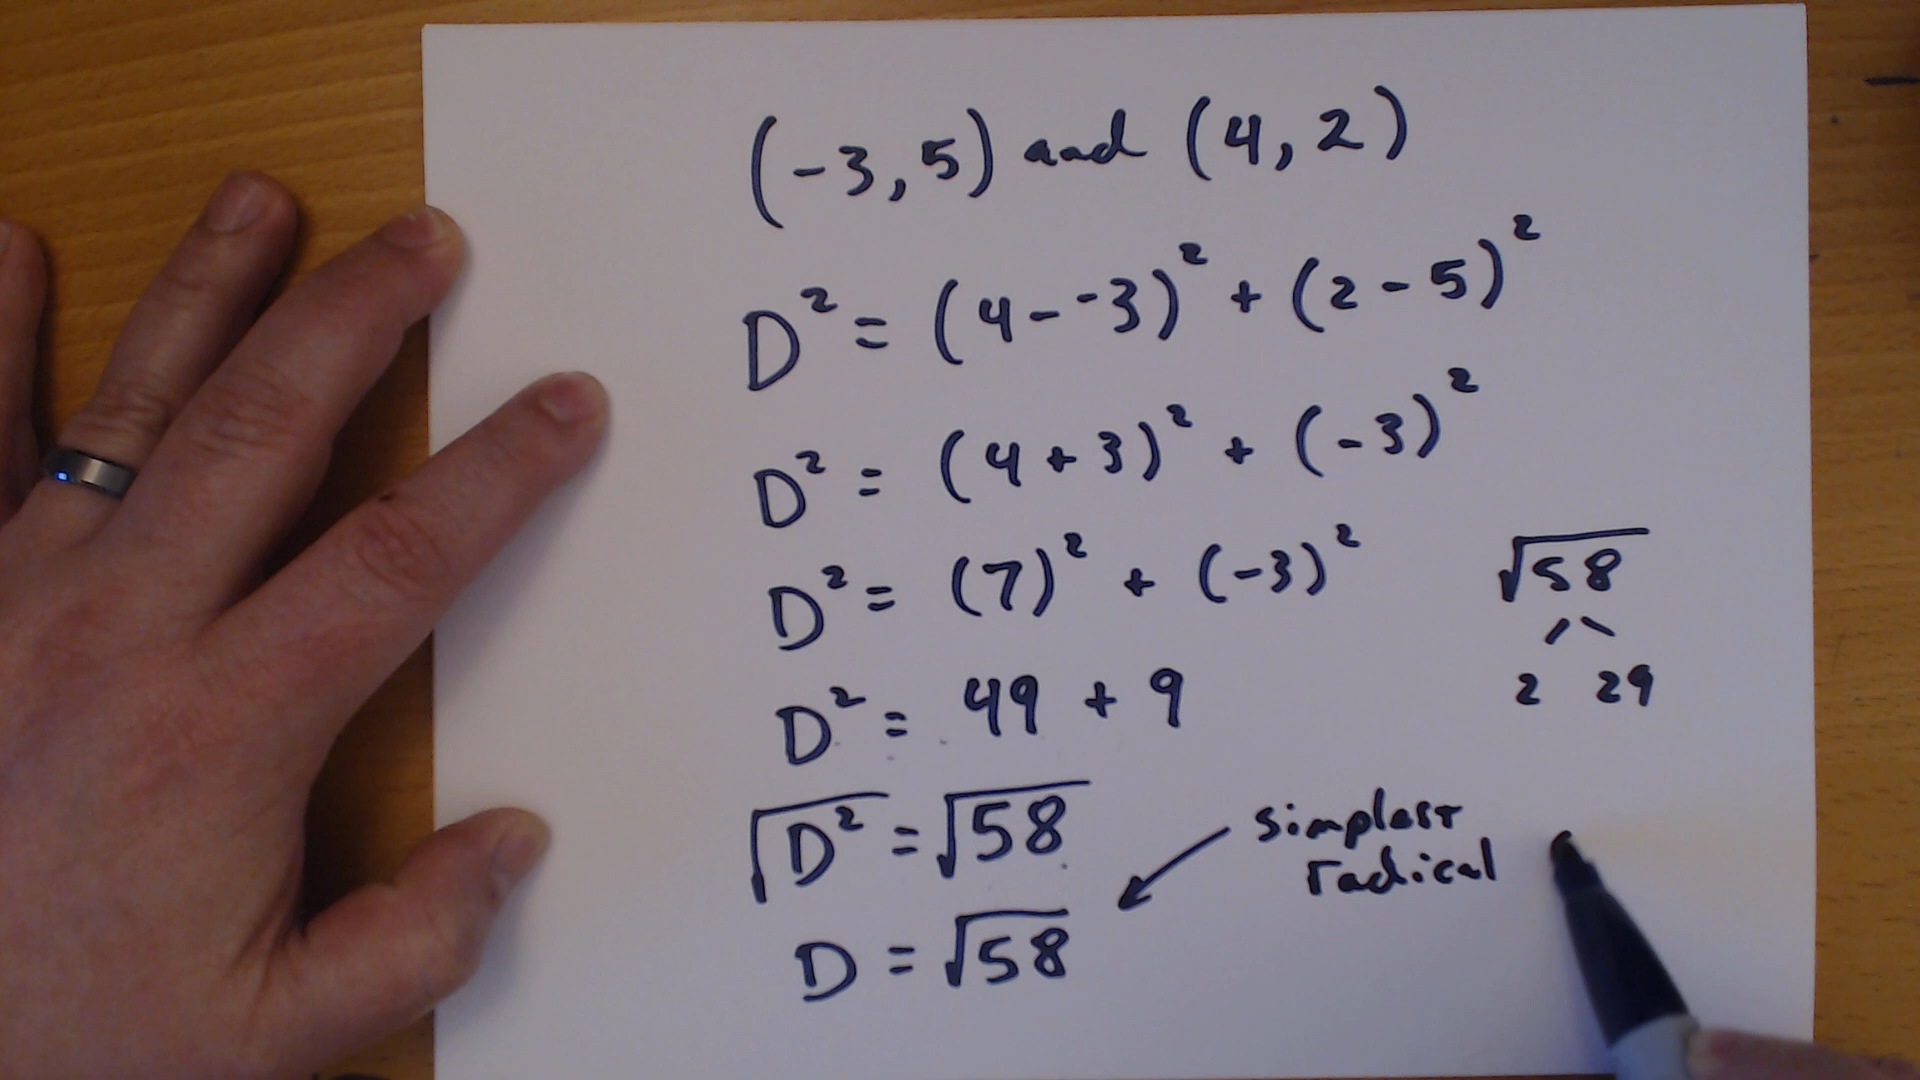 (-3, 5) and (4, 2)
D² = (4 - -3)² + (2 - 5)²
D² = (4 + 3)² + (-3)²
D² = (7)² + (-3)²
√58
2 29
D² = 49 + 9
√D² = √58
simplest
radical
D = √58